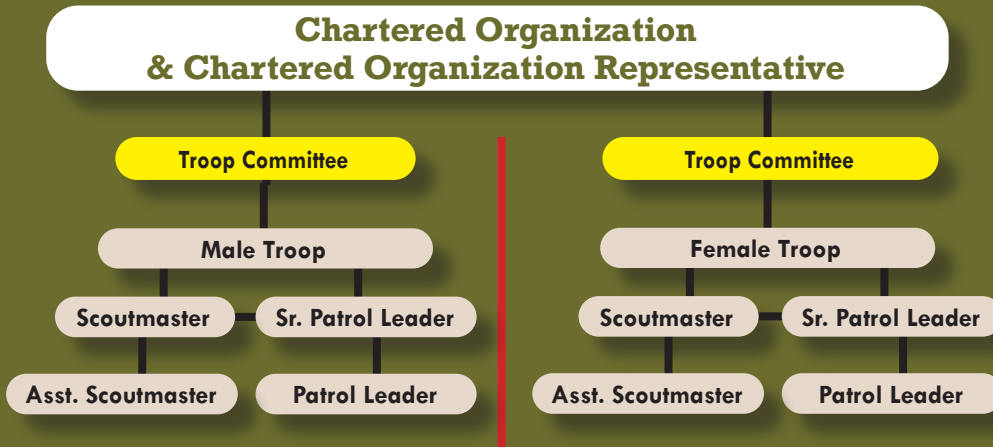 Chartered Organization
& Chartered Organization Representative
Troop Committee
Male Troop
Scoutmaster
Sr. Patrol Leader
Asst. Scoutmaster
Patrol Leader
Troop Committee
Female Troop
Scoutmaster
Sr. Patrol Leader
Asst. Scoutmaster
Patrol Leader